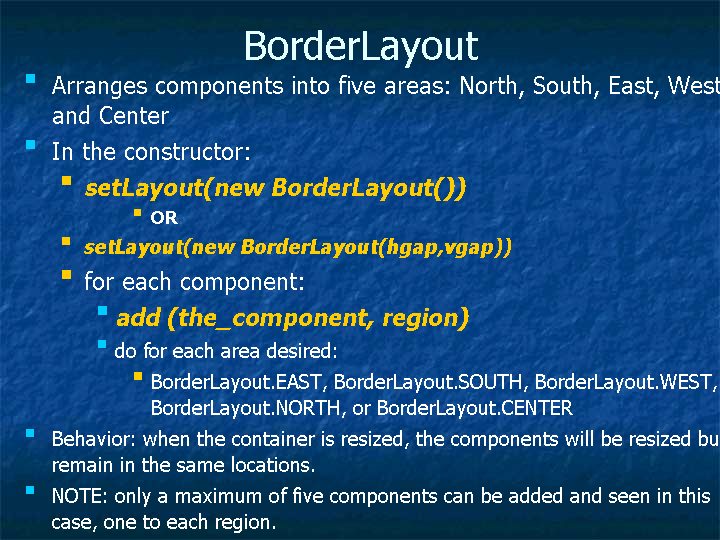 BorderLayout
Arranges components into five areas: North, South, East, West
and Center
In the constructor:
setLayout(new BorderLayout())
OR
setLayout(new BorderLayout(hgap,vgap))
for each component:
add (the_component, region)
do for each area desired:
BorderLayout.EAST, BorderLayout.SOUTH, BorderLayout.WEST,
BorderLayout.NORTH, or BorderLayout.CENTER
Behavior: when the container is resized, the components will be resized bu
remain in the same locations.
NOTE: only a maximum of five components can be added and seen in this
case, one to each region.